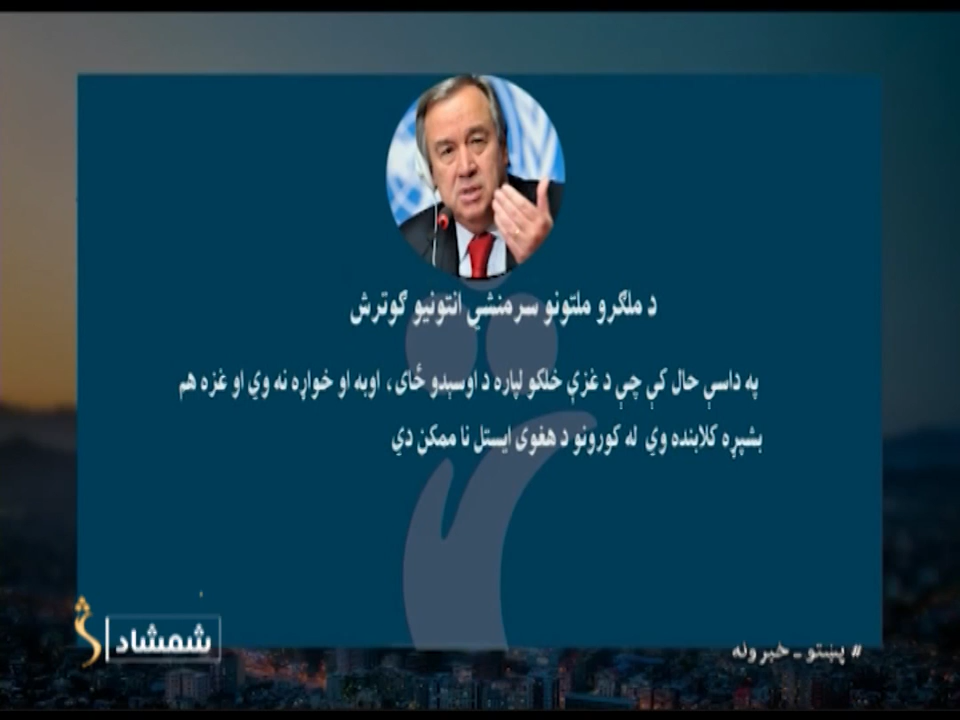 د ملګرو ملتونو سرمنشي انتونیو ګوترش
په داسې حال کې چې د غزې خلکو لپاره د اوسېدو ځای، اوبه او خواړه نه وي او غزه هم
بشپړه کلابنده وي له کورونو د هغوی ایستل نا ممکن دي
شمشاد
# پښتو - خبرونه